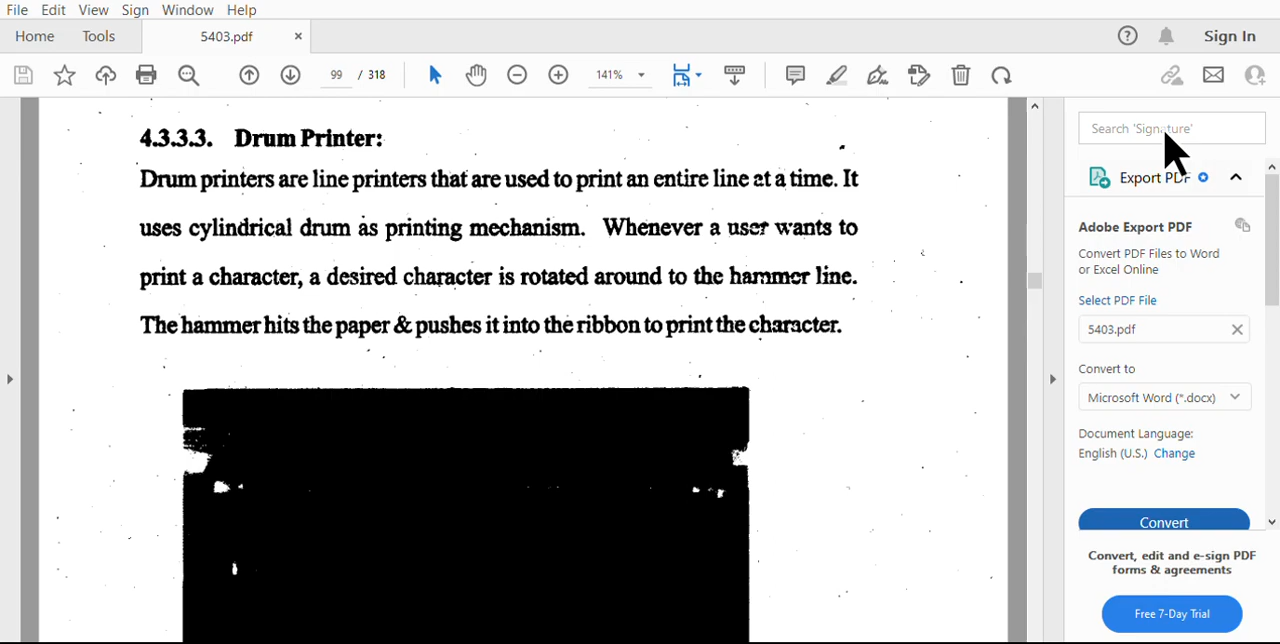 File Edit View Sign Window Help
Home Tools 5403.pdf × Sign In
99 / 318 141%
4.3.3.3. Drum Printer:
Drum printers are line printers that are used to print an entire line at a time. It
uses cylindrical drum as printing mechanism. Whenever a user wants to
print a character, a desired character is rotated around to the hammer line.
The hammer hits the paper & pushes it into the ribbon to print the character.
Search 'Signature'
Export PDF
Adobe Export PDF
Convert PDF Files to Word
or Excel Online
Select PDF File
5403.pdf
Convert to
Microsoft Word (*.docx)
Document Language:
English (U.S.) Change
Convert
Convert, edit and e-sign PDF
forms & agreements
Free 7-Day Trial